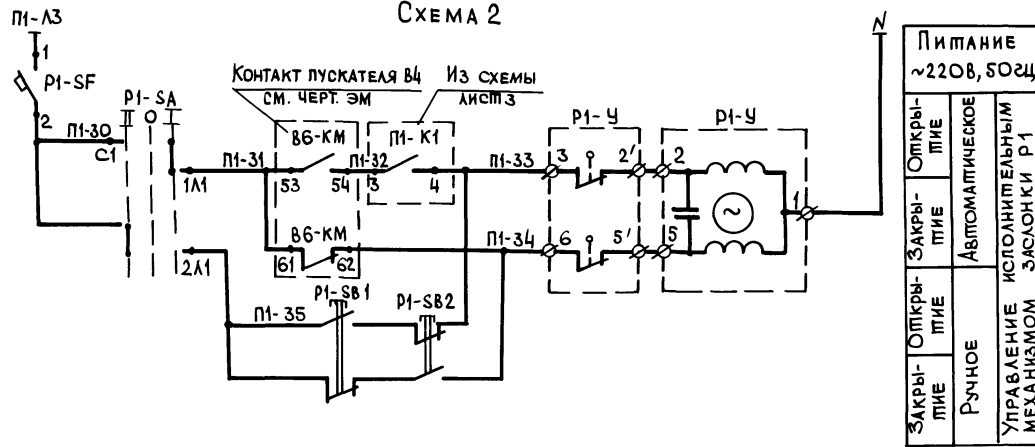 Схема 2
П1-Л3
1
Р1-SF
2
П1-30
С1
Р1-SA
О
1Л1
2Л1
Контакт пускателя В4
см. черт. ЭМ
Из схемы
лист 3
П1-31
В6-КМ
53
54
П1-32
П1-К1
3
4
В6-КМ
61
62
П1-33
П1-34
Р1-SB1
Р1-SB2
П1-35
Р1-У
3
2'
6
5'
Р1-У
2
5
~
1
N
Питание
~220В, 50гц
Откры-
тие
Закры-
тие
Автоматическое
Откры-
тие
Закры-
тие
Ручное
Управление исполнительным
механизмом заслонки Р1